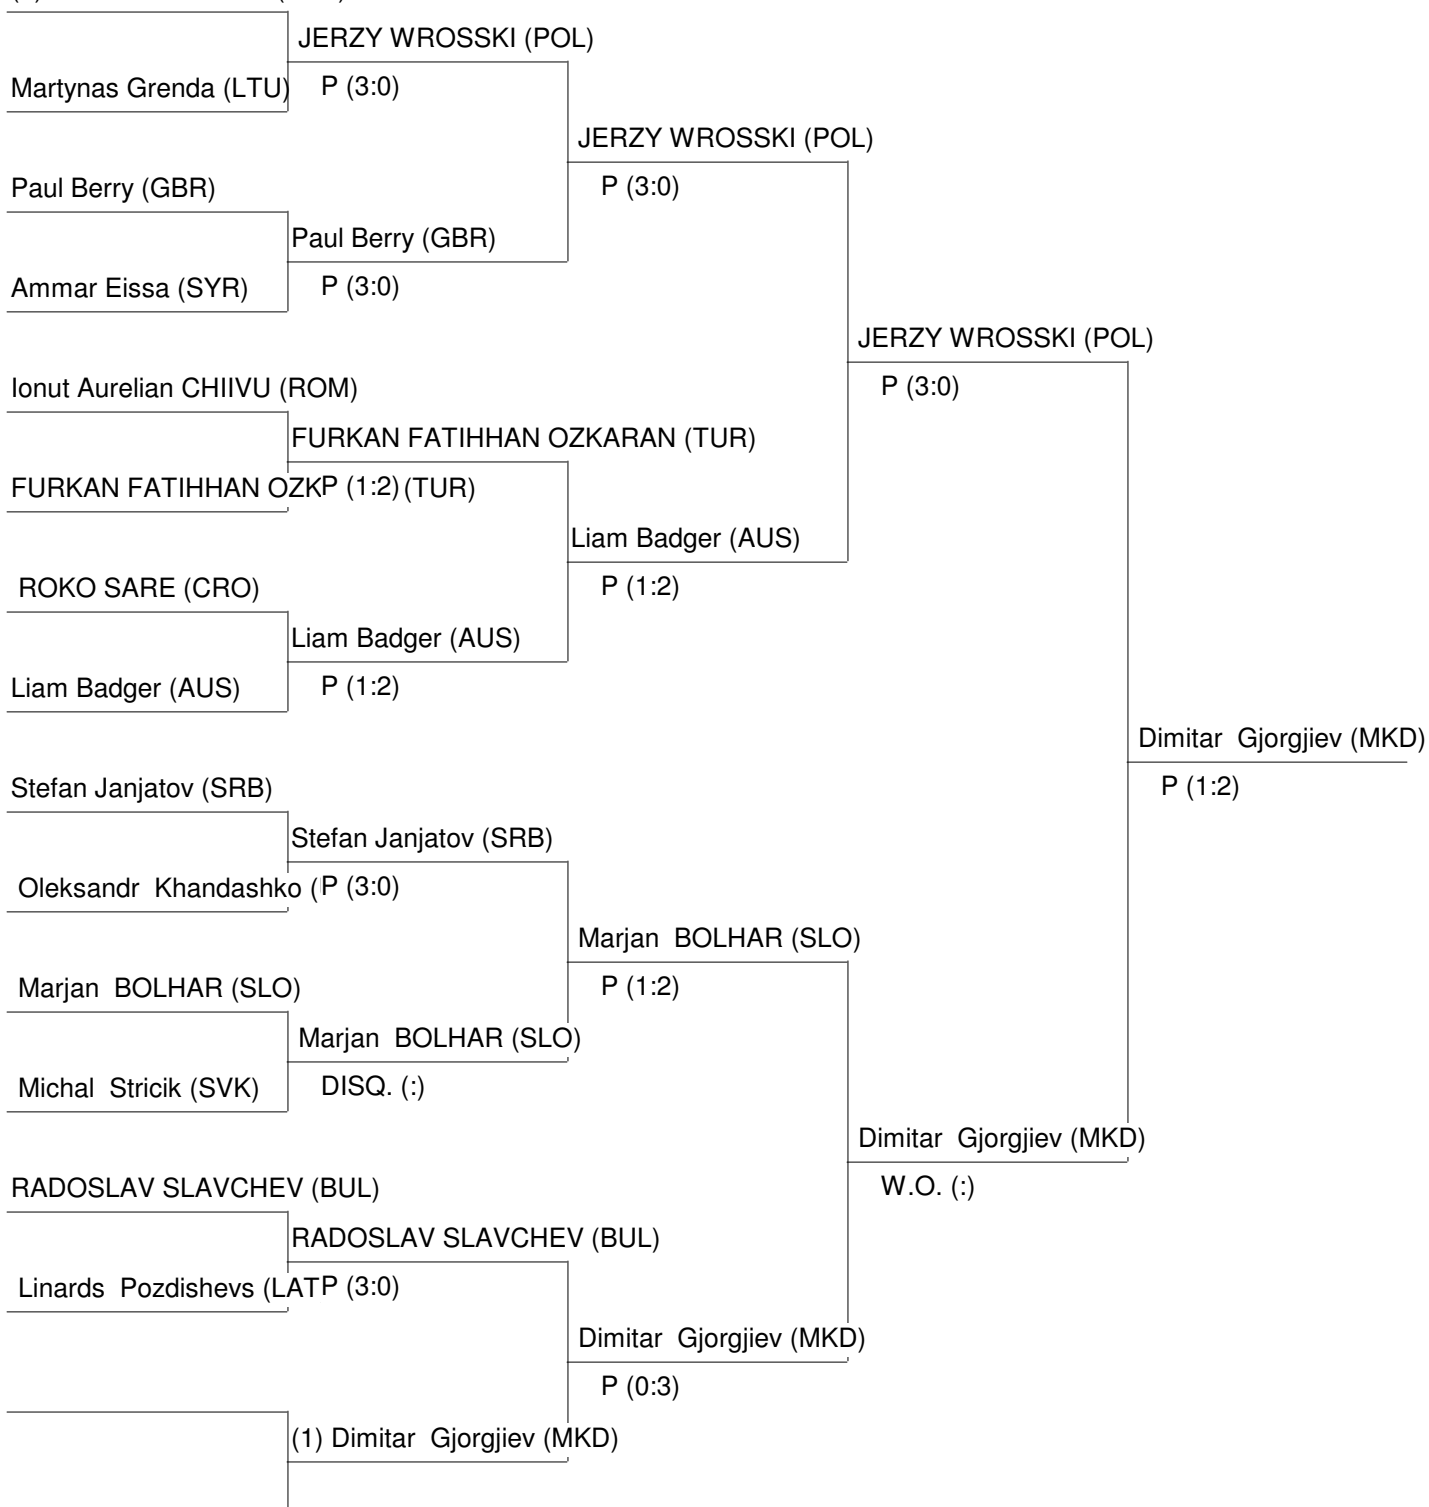 JERZY WROSSKI (POL)
Martynas Grenda (LTU)
P (3:0)
JERZY WROSSKI (POL)
P (3:0)
Paul Berry (GBR)
Paul Berry (GBR)
Ammar Eissa (SYR)
P (3:0)
JERZY WROSSKI (POL)
P (3:0)
Ionut Aurelian CHIIVU (ROM)
FURKAN FATIHHAN OZKARAN (TUR)
FURKAN FATIHHAN OZK
P (1:2)
(TUR)
Liam Badger (AUS)
P (1:2)
ROKO SARE (CRO)
Liam Badger (AUS)
Liam Badger (AUS)
P (1:2)
Dimitar Gjorgjiev (MKD)
P (1:2)
Stefan Janjatov (SRB)
Stefan Janjatov (SRB)
Oleksandr Khandashko (
P (3:0)
Marjan BOLHAR (SLO)
P (1:2)
Marjan BOLHAR (SLO)
Marjan BOLHAR (SLO)
Michal Stricik (SVK)
DISQ. (:)
Dimitar Gjorgjiev (MKD)
W.O. (:)
RADOSLAV SLAVCHEV (BUL)
RADOSLAV SLAVCHEV (BUL)
Linards Pozdishevs (LAT
P (3:0)
Dimitar Gjorgjiev (MKD)
P (0:3)
(1) Dimitar Gjorgjiev (MKD)